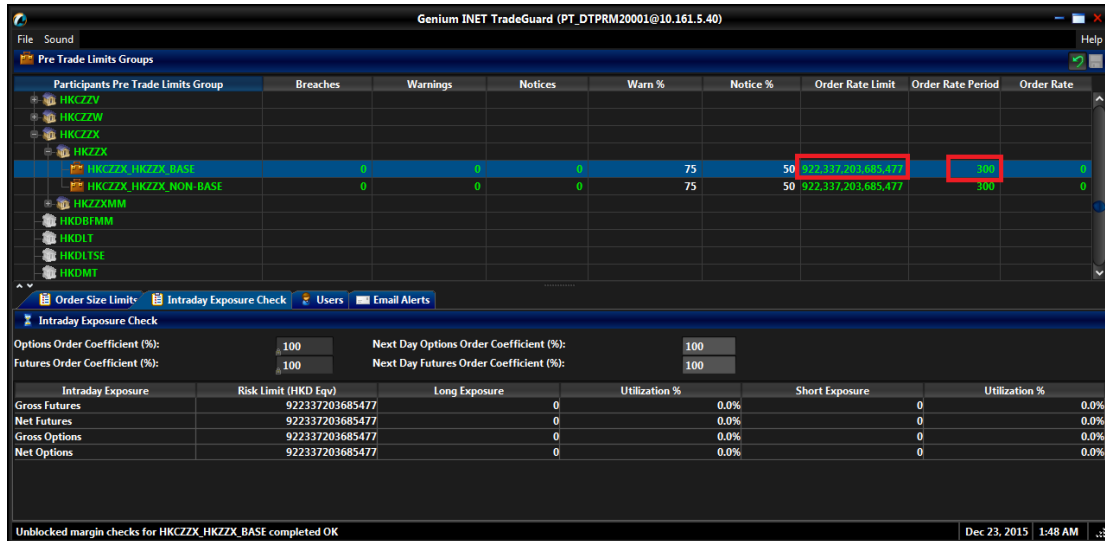 Genium INET TradeGuard (PT_DTPRM20001@10.161.5.40)
File Sound Help
Pre Trade Limits Groups
Participants Pre Trade Limits Group Breaches Warnings Notices Warn % Notice % Order Rate Limit Order Rate Period Order Rate
HKCZZV
HKCZZW
HKCZZX
HKZZX
HKCZZX_HKZZX_BASE 0 0 0 75 50 922,337,203,685,477 300 0
HKCZZX_HKZZX_NON-BASE 0 0 0 75 50 922,337,203,685,477 300 0
HKZZXMM
HKDBFMM
HKDLT
HKDLTSE
HKDMT
Order Size Limits Intraday Exposure Check Users Email Alerts
Intraday Exposure Check
Options Order Coefficient (%): 100 Next Day Options Order Coefficient (%): 100
Futures Order Coefficient (%): 100 Next Day Futures Order Coefficient (%): 100
Intraday Exposure Risk Limit (HKD Eqv) Long Exposure Utilization % Short Exposure Utilization %
Gross Futures 922337203685477 0 0.0% 0 0.0%
Net Futures 922337203685477 0 0.0% 0 0.0%
Gross Options 922337203685477 0 0.0% 0 0.0%
Net Options 922337203685477 0 0.0% 0 0.0%
Unblocked margin checks for HKCZZX_HKZZX_BASE completed OK Dec 23, 2015 1:48 AM